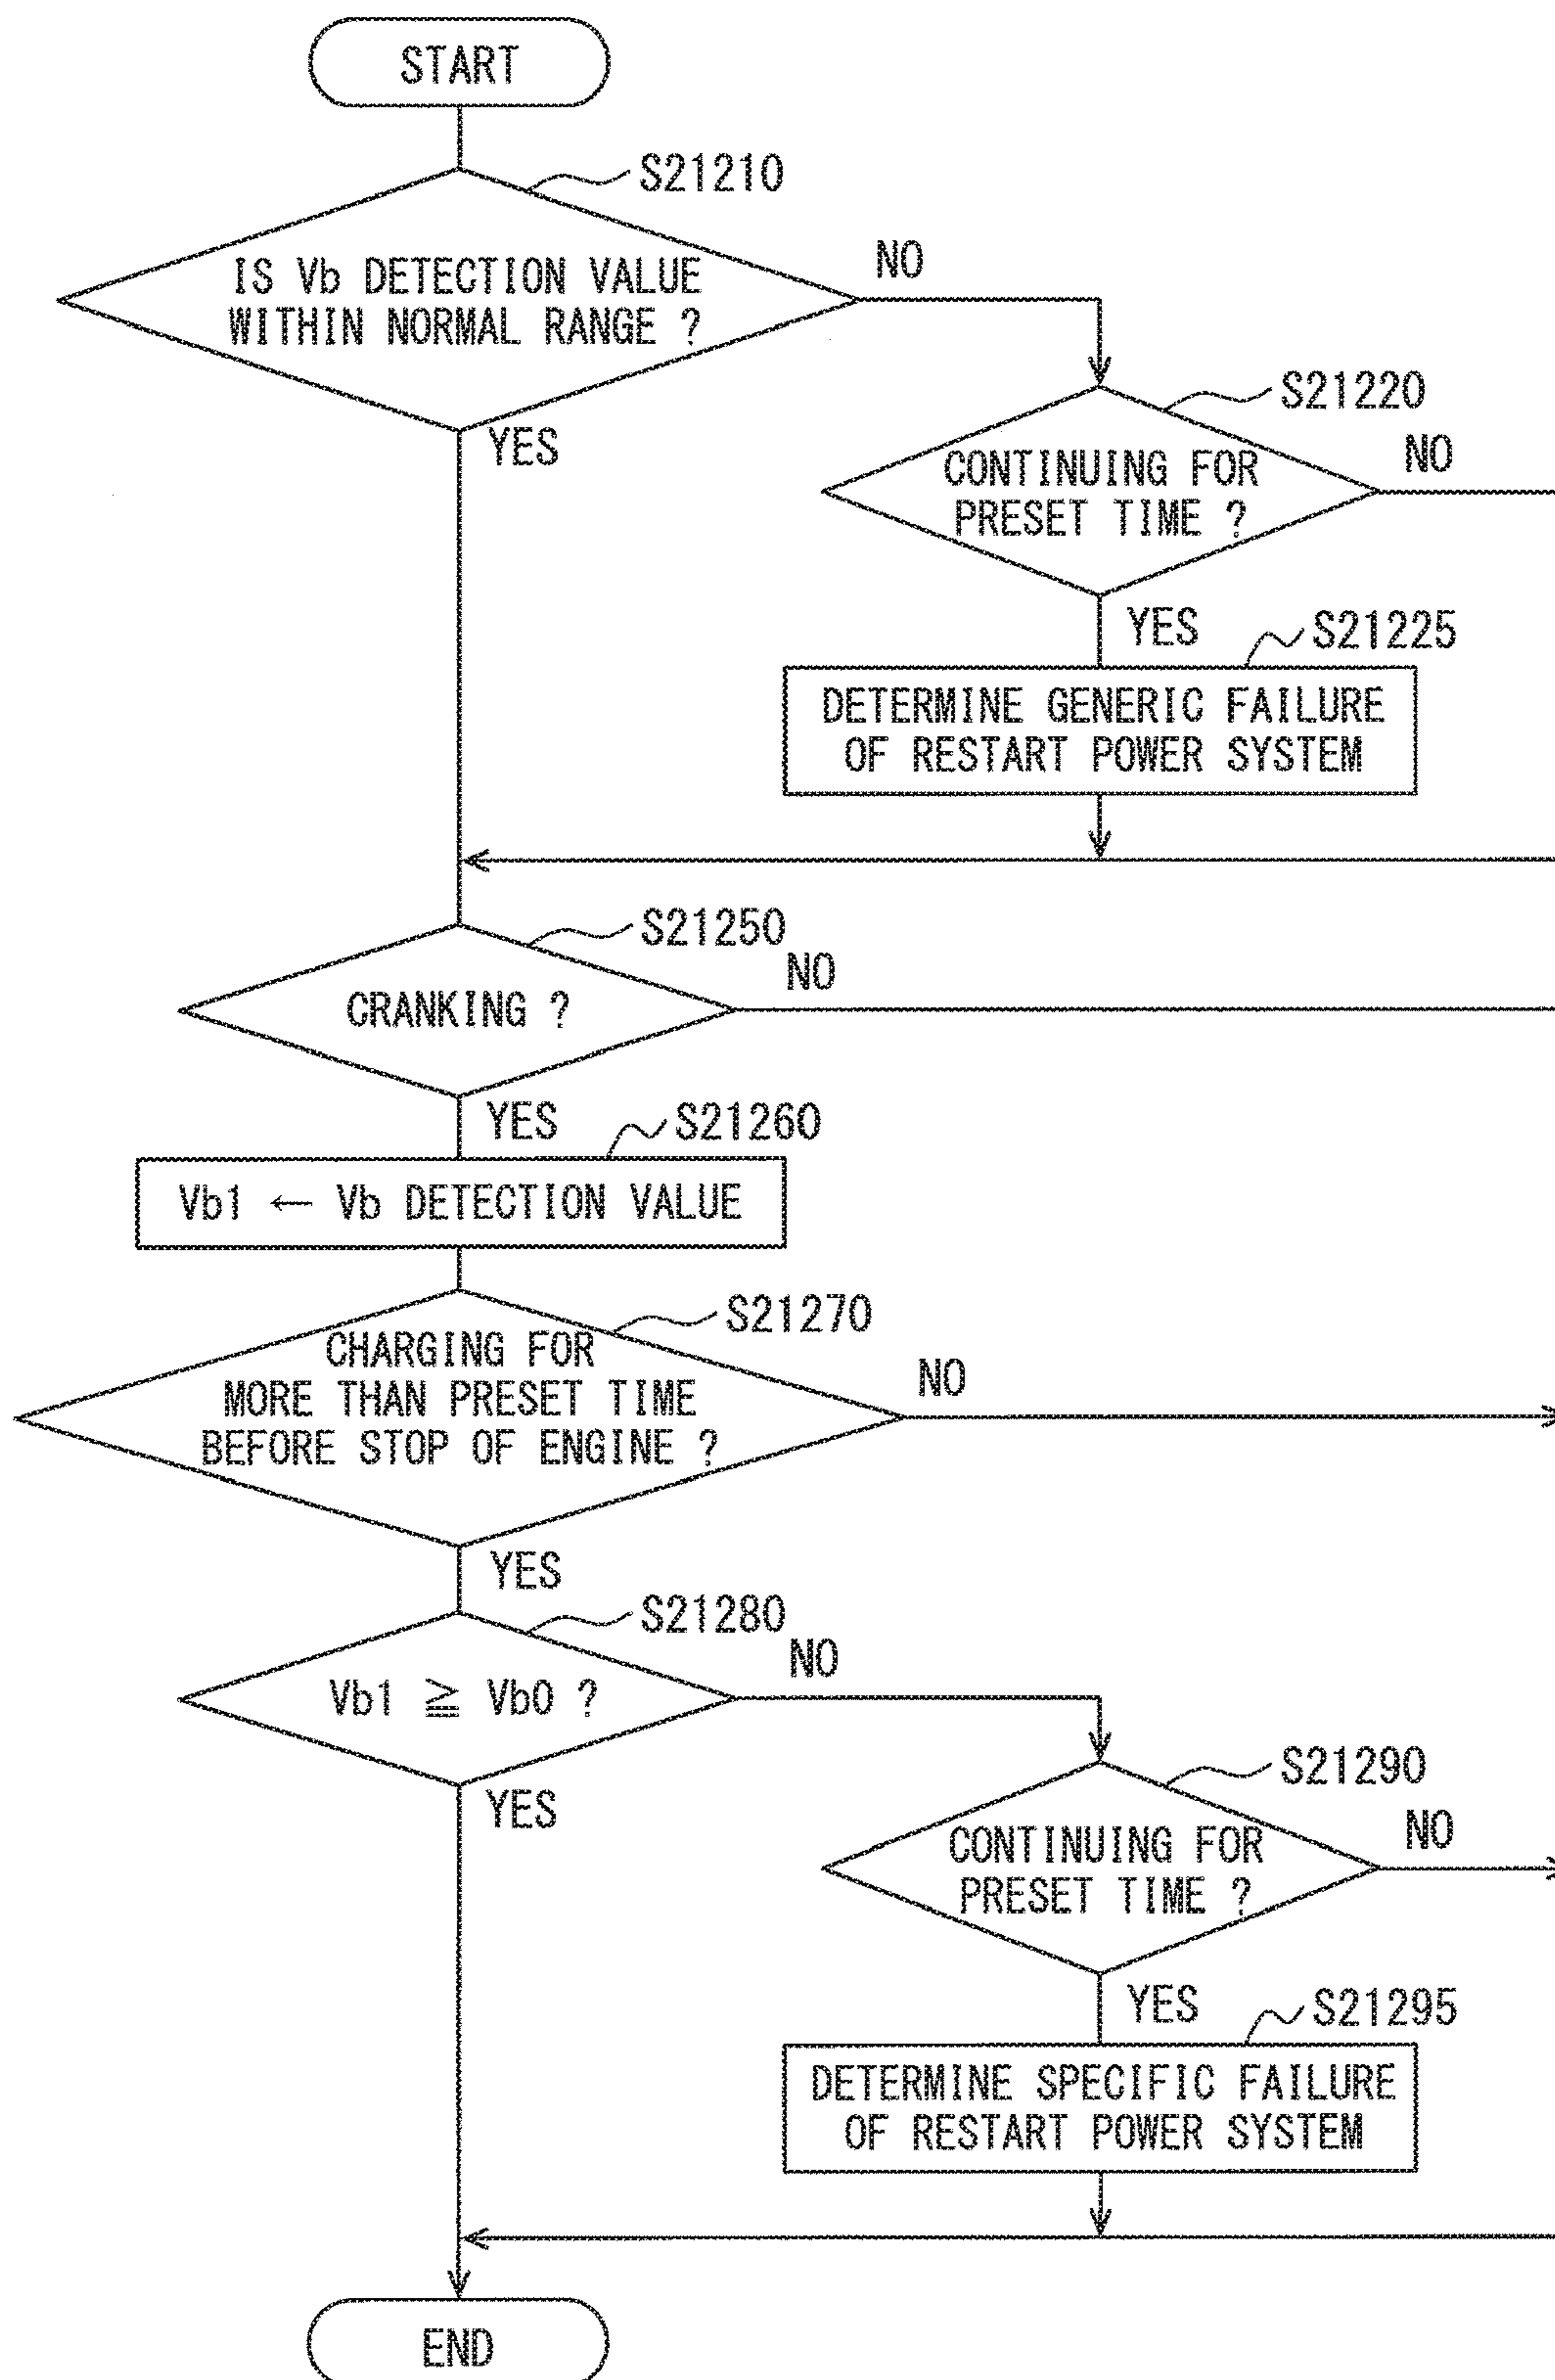 START
S21210
IS Vb DETECTION VALUE
WITHIN NORMAL RANGE ?
NO
YES
S21220
CONTINUING FOR
PRESET TIME ?
NO
YES
S21225
DETERMINE GENERIC FAILURE
OF RESTART POWER SYSTEM
S21250
CRANKING ?
NO
YES
S21260
Vb1 ← Vb DETECTION VALUE
S21270
CHARGING FOR
MORE THAN PRESET TIME
BEFORE STOP OF ENGINE ?
NO
YES
S21280
Vb1 ≧ Vb0 ?
NO
YES
S21290
CONTINUING FOR
PRESET TIME ?
NO
YES
S21295
DETERMINE SPECIFIC FAILURE
OF RESTART POWER SYSTEM
END